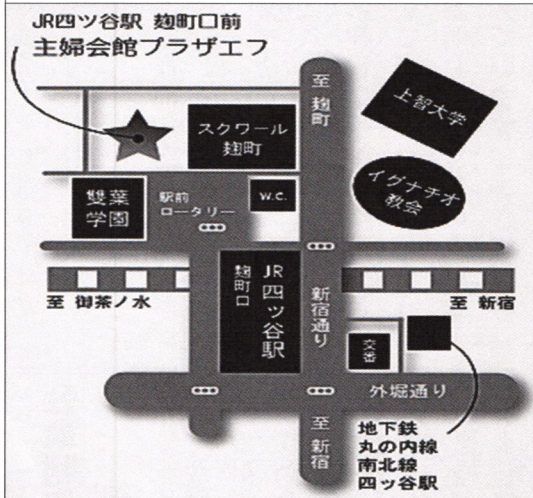 JR四ツ谷駅 麹町口前
主婦会館プラザエフ
至 麹町
上智大学
スクワール
麹町
イグナチオ
教会
雙葉
学園
駅前
ロータリー
W.C.
麹町口
JR四ツ谷駅
新宿通り
至 御茶ノ水
至 新宿
交番
外堀通り
至 新宿
地下鉄
丸の内線
南北線
四ッ谷駅